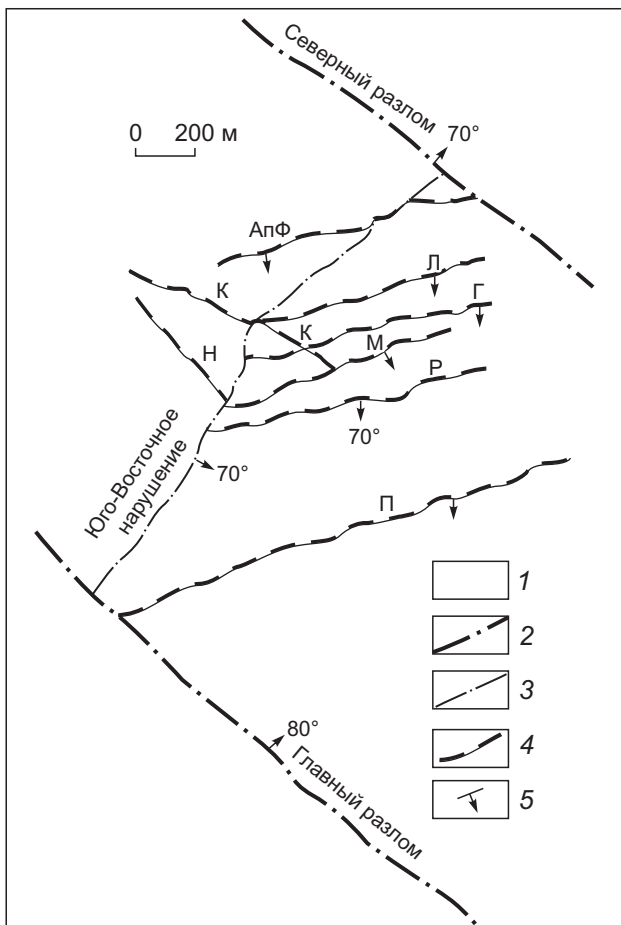 Северный разлом
0 200 м
70°
АпФ
Л
К
Г
К
М
Н
Р
70°
Юго-Восточное
нарушение
70°
П
1
2
3
4
5
80°
Главный разлом